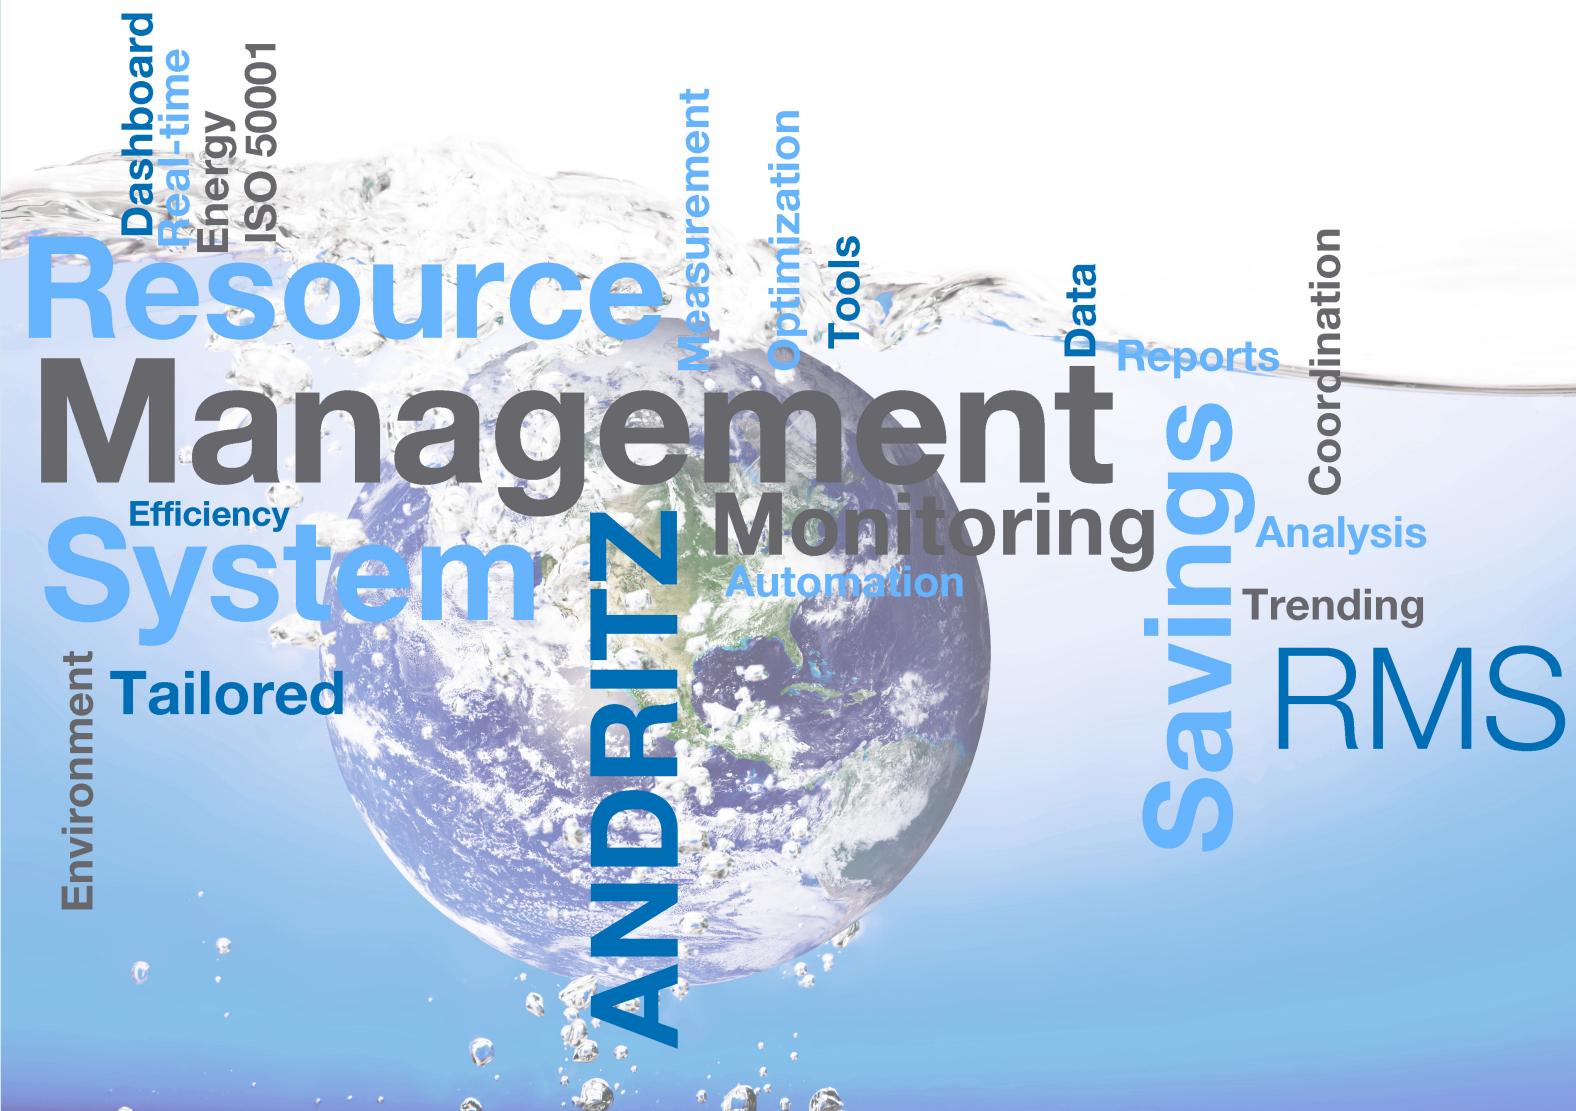 Dashboard
Real-time
Energy
ISO 50001
Measurement
Optimization
Tools
Data
Reports
Coordination
Resource
Management
Efficiency
System
Monitoring
Automation
ANDRITZ
Savings
Analysis
Trending
RMS
Tailored
Environment